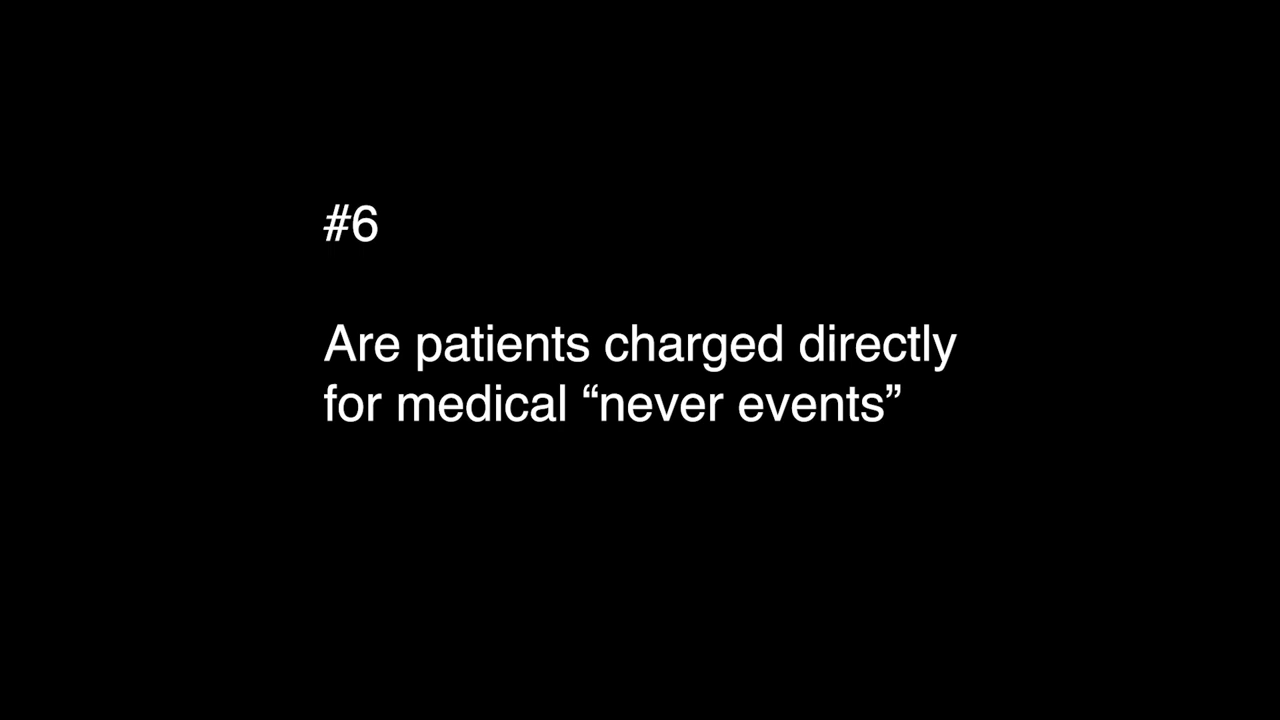 #6
Are patients charged directly
for medical “never events”